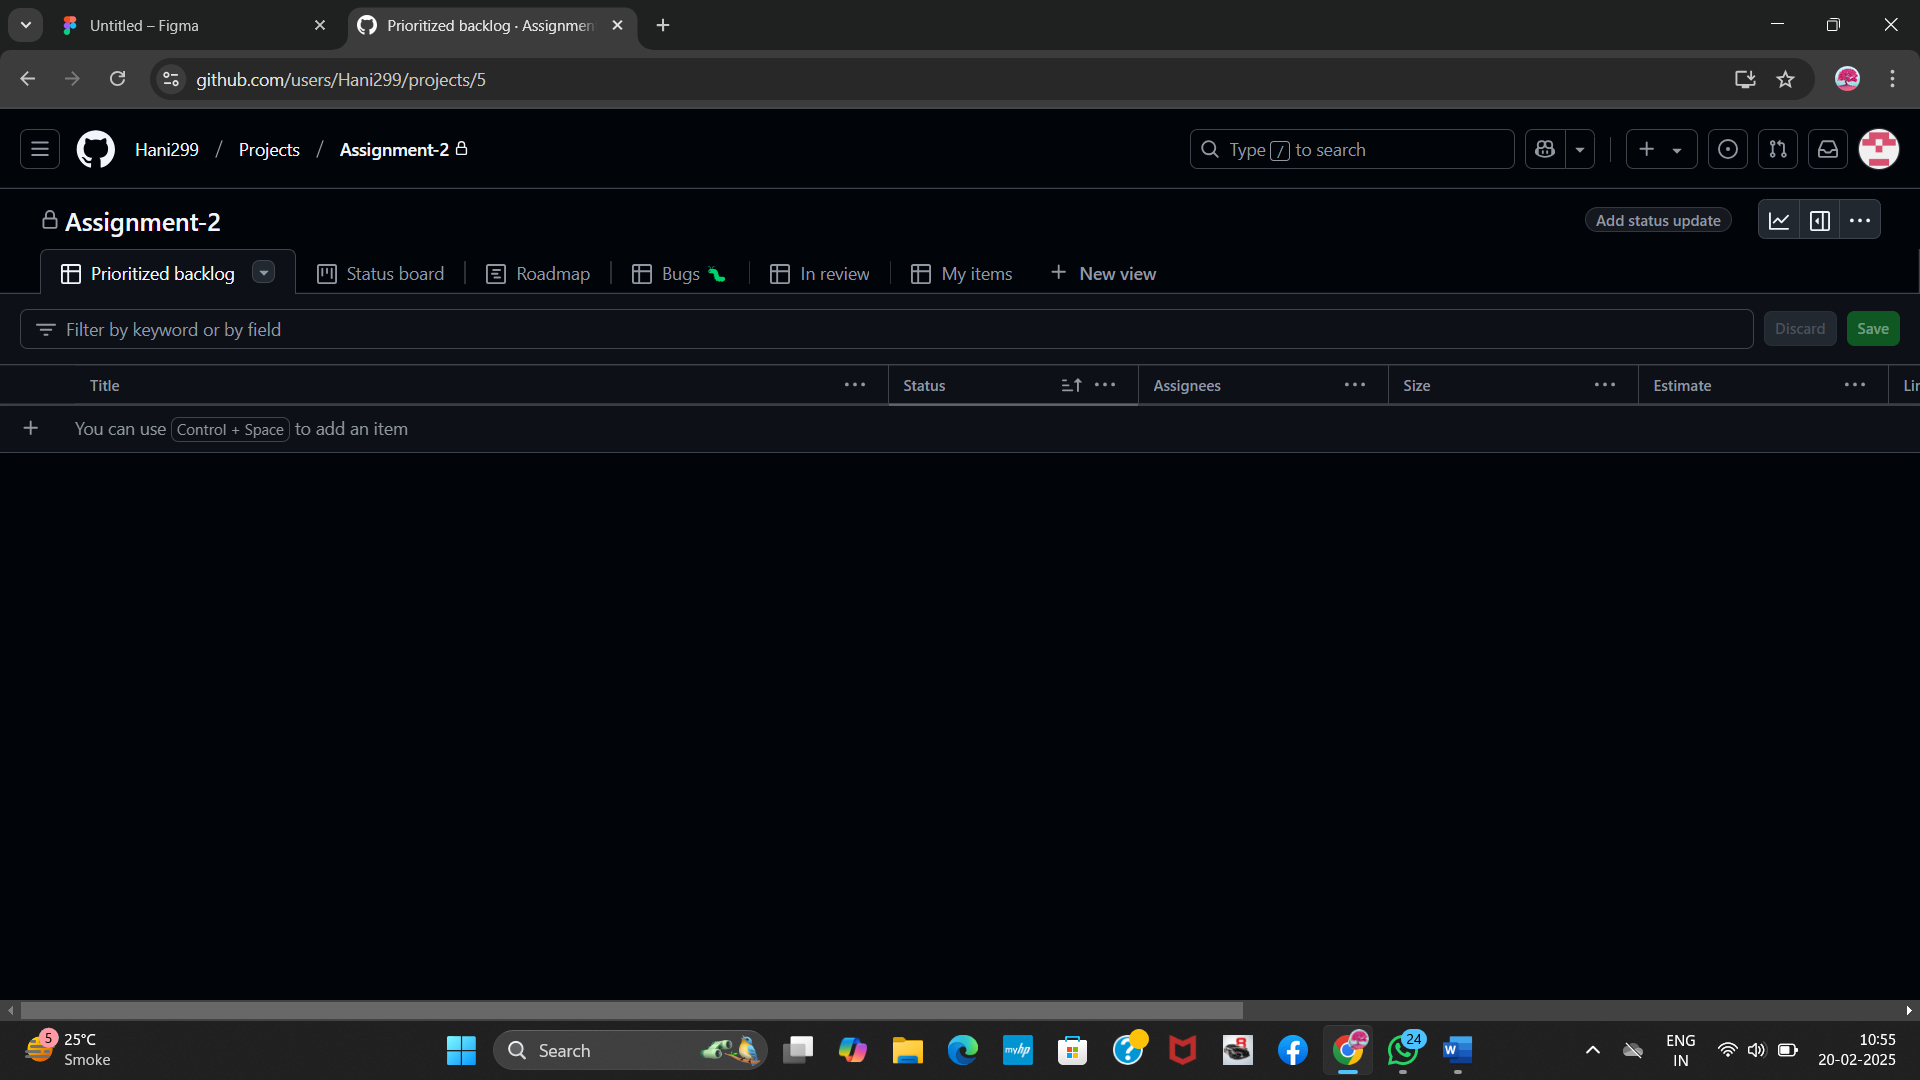 Untitled – Figma
Prioritized backlog · Assignmen
github.com/users/Hani299/projects/5
Hani299 / Projects / Assignment-2
Type / to search
Assignment-2
Add status update
Prioritized backlog
Status board
Roadmap
Bugs
In review
My items
+ New view
Filter by keyword or by field
Discard
Save
Title
Status
Assignees
Size
Estimate
Lin
You can use Control + Space to add an item
5
25°C
Smoke
Search
myhp
24
W
ENG
IN
10:55
20-02-2025